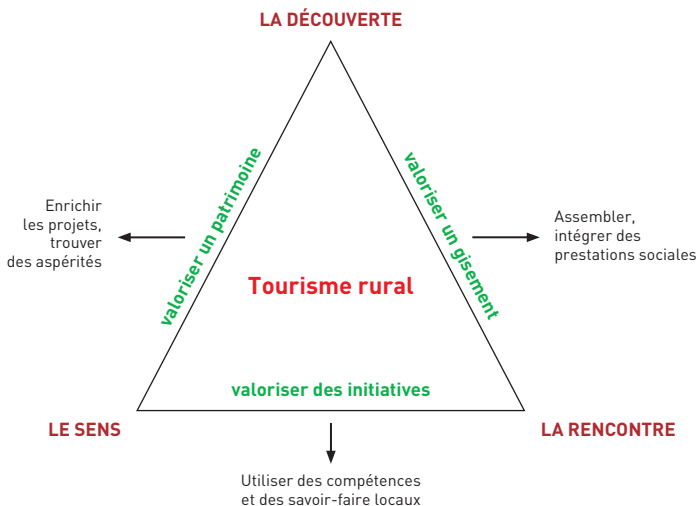 LA DÉCOUVERTE
valoriser un patrimoine
valoriser un gisement
Enrichir
les projets,
trouver
des aspérités
Assembler,
intégrer des
prestations sociales
Tourisme rural
valoriser des initiatives
LE SENS
LA RENCONTRE
Utiliser des compétences
et des savoir-faire locaux